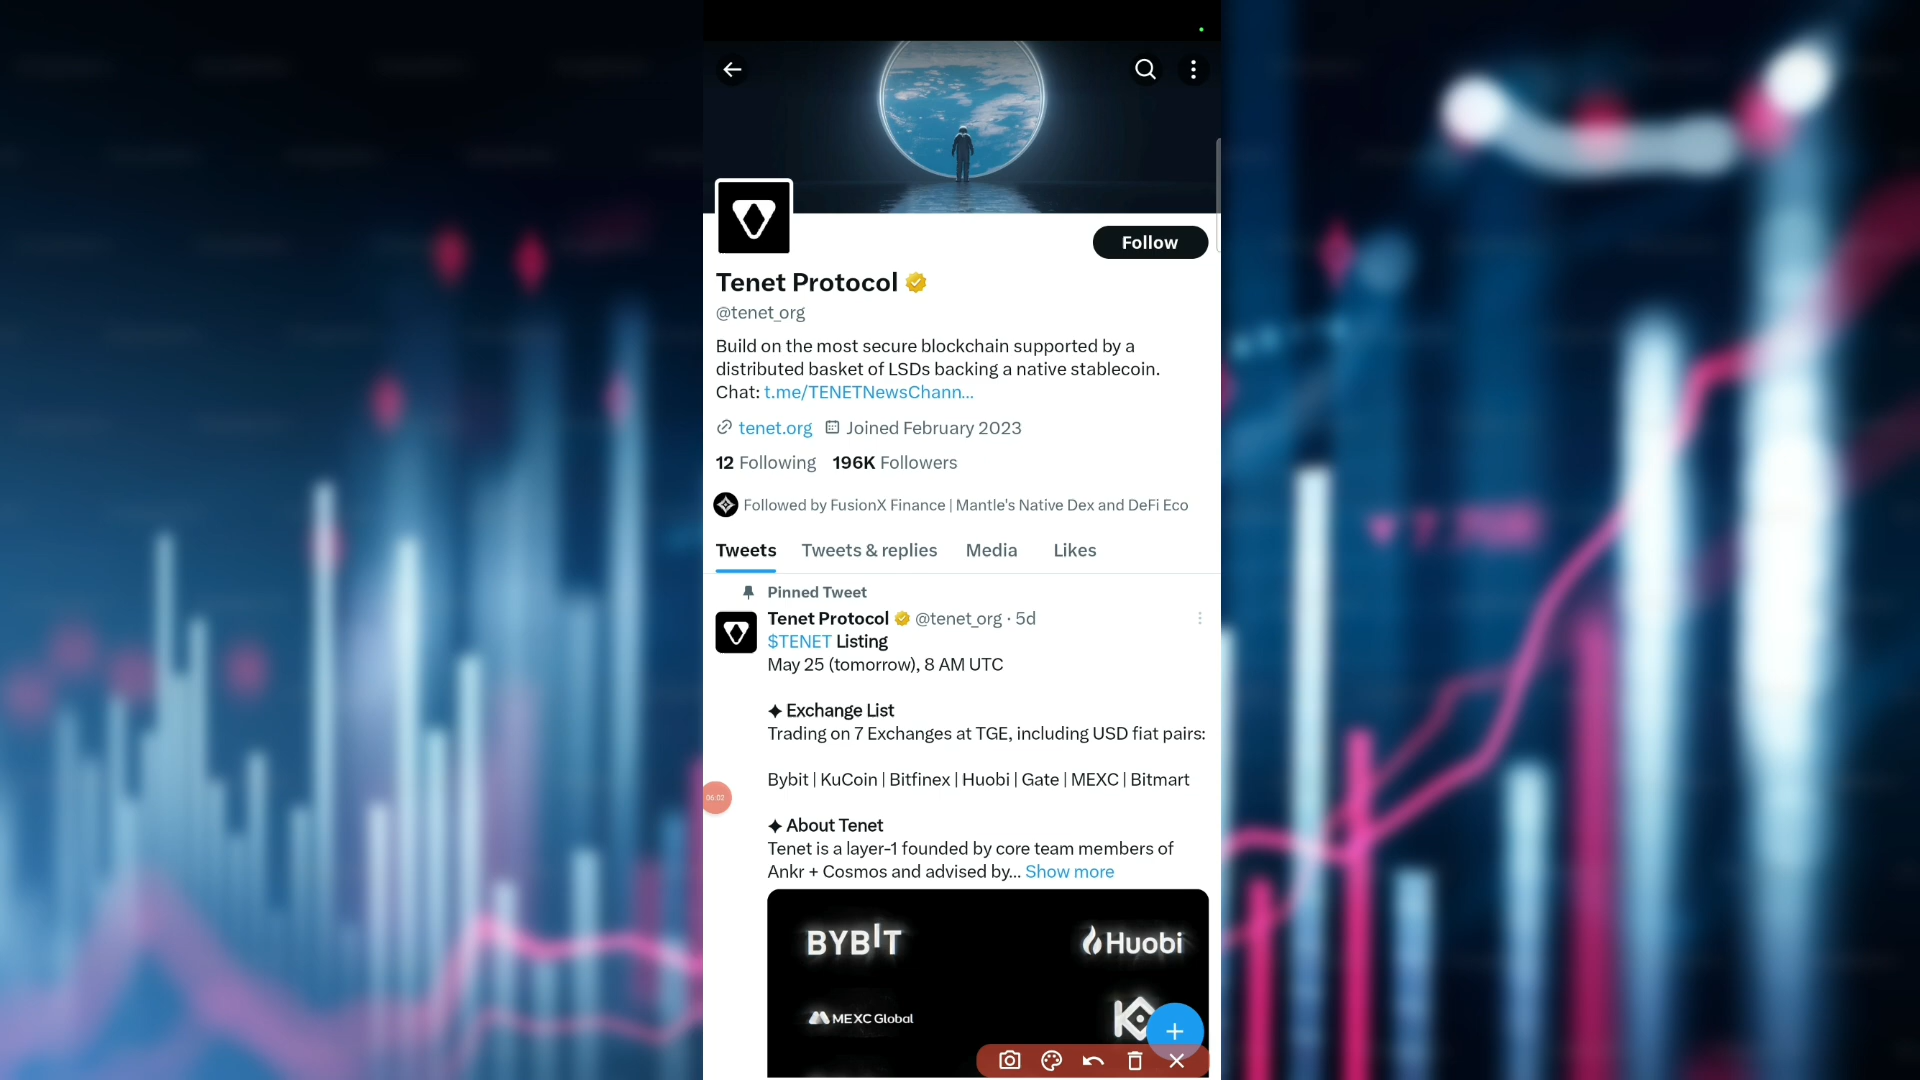 Follow
Tenet Protocol
@tenet_org
Build on the most secure blockchain supported by a
distributed basket of LSDs backing a native stablecoin.
Chat: t.me/TENETNewsChann...
tenet.org Joined February 2023
12 Following 196K Followers
Followed by FusionX Finance | Mantle's Native Dex and DeFi Eco
Tweets Tweets & replies Media Likes
Pinned Tweet
Tenet Protocol @tenet_org · 5d
$TENET Listing
May 25 (tomorrow), 8 AM UTC
✦ Exchange List
Trading on 7 Exchanges at TGE, including USD fiat pairs:
Bybit | KuCoin | Bitfinex | Huobi | Gate | MEXC | Bitmart
06:02
✦ About Tenet
Tenet is a layer-1 founded by core team members of
Ankr + Cosmos and advised by... Show more
BYBIT Huobi
MEXC Global